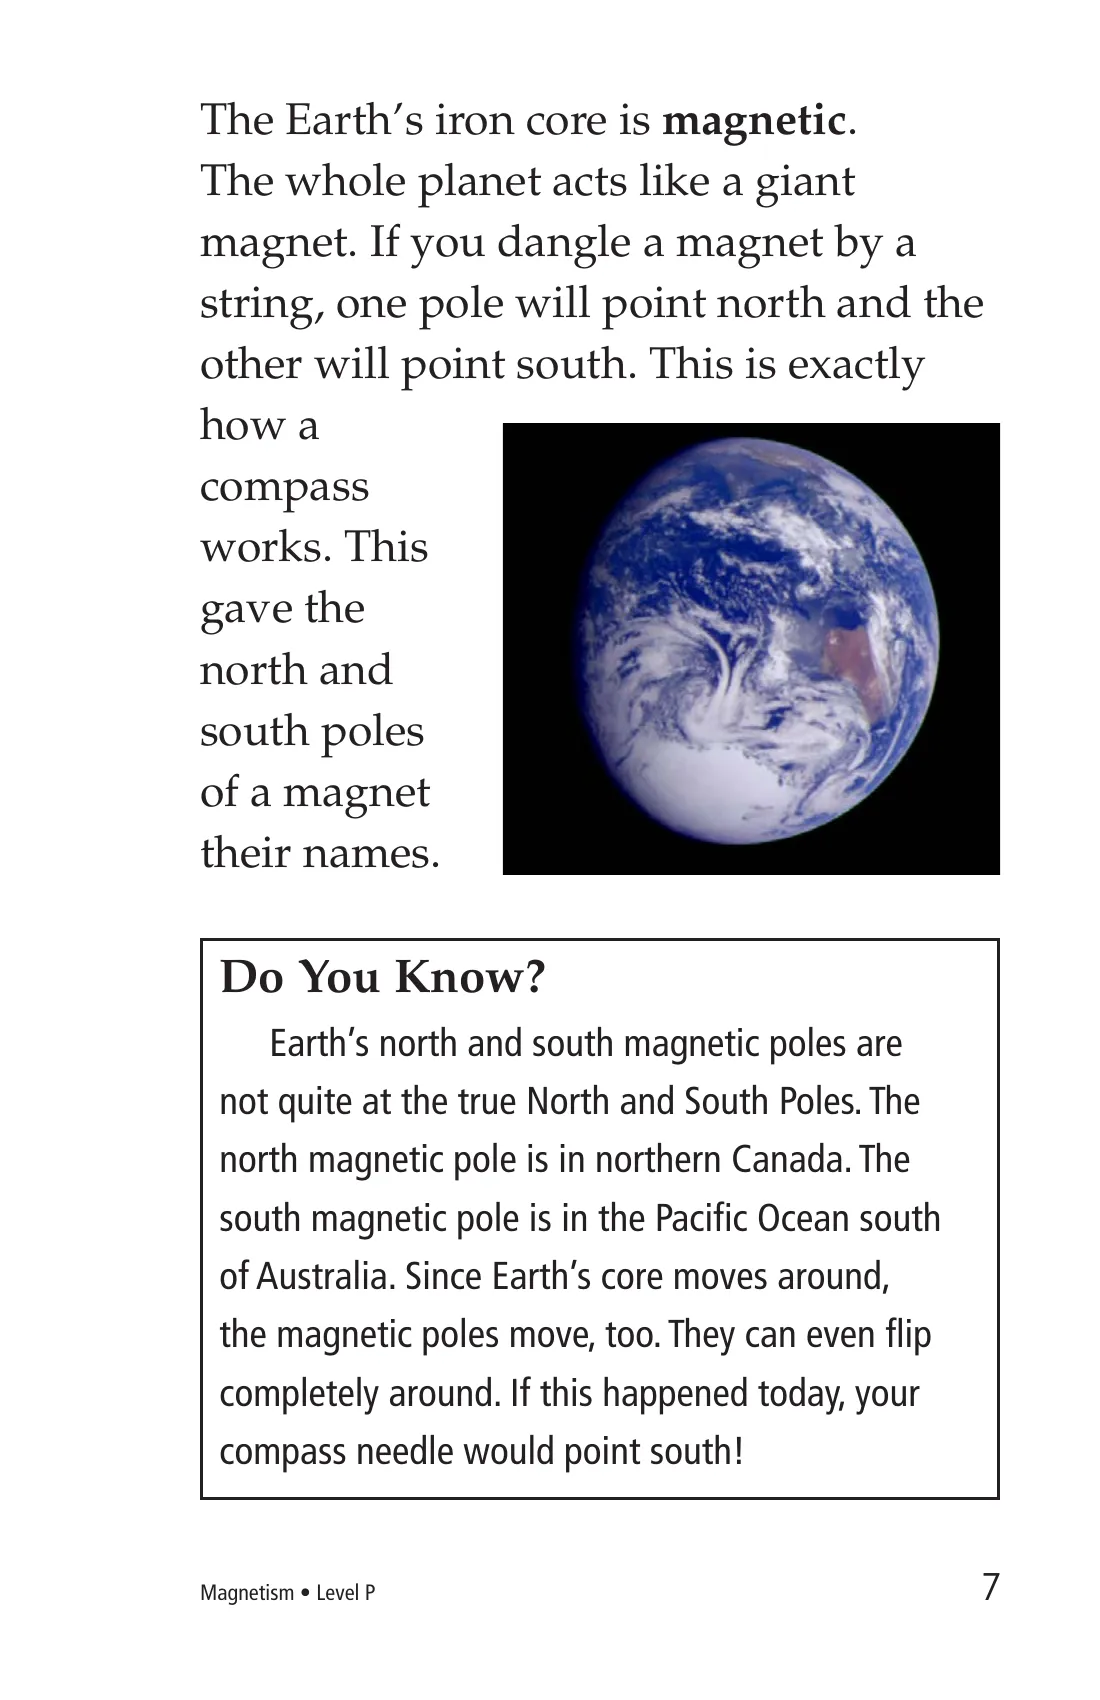 The Earth’s iron core is magnetic.
The whole planet acts like a giant
magnet. If you dangle a magnet by a
string, one pole will point north and the
other will point south. This is exactly
how a
compass
works. This
gave the
north and
south poles
of a magnet
their names.
Do You Know?
Earth’s north and south magnetic poles are
not quite at the true North and South Poles. The
north magnetic pole is in northern Canada. The
south magnetic pole is in the Pacific Ocean south
of Australia. Since Earth’s core moves around,
the magnetic poles move, too. They can even flip
completely around. If this happened today, your
compass needle would point south!
Magnetism • Level P
7